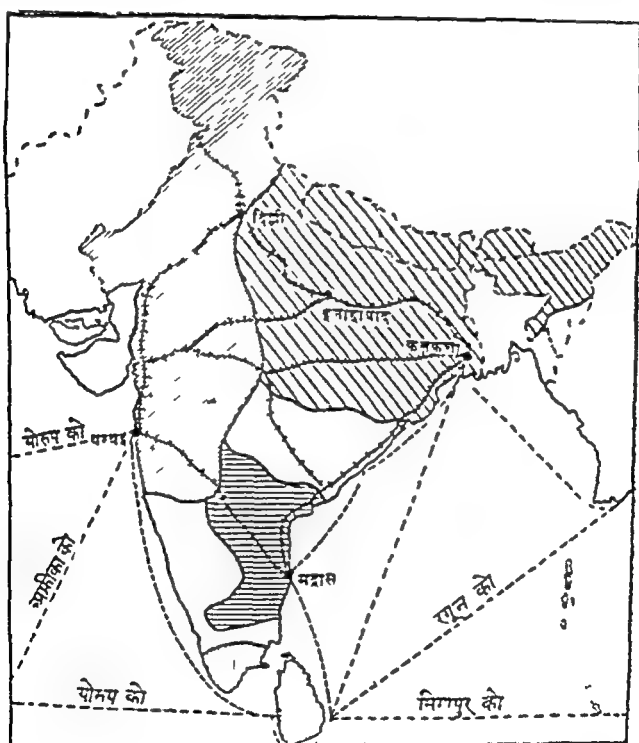 दिल्ली
इलाहाबाद
कलकत्ता
योरुप को
बम्बई
अफ्रीका को
मद्रास
रंगून को
योरुप को
सिंगापुर को